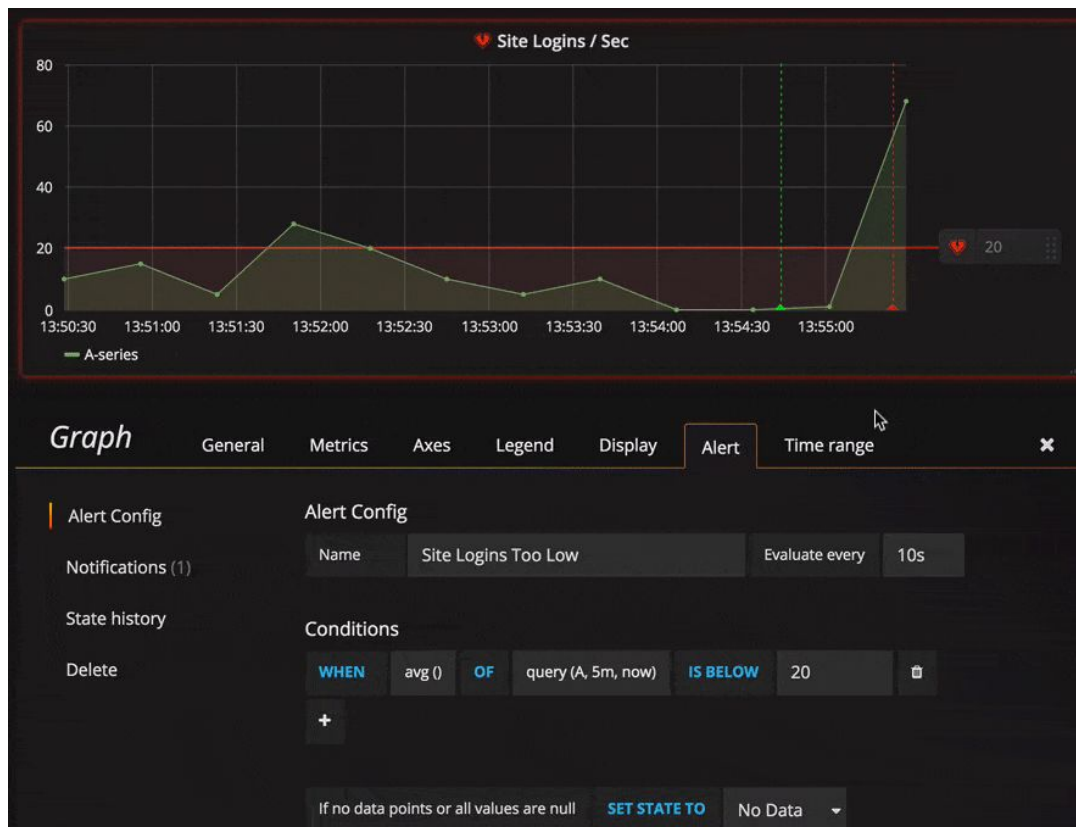 Site Logins / Sec
80
60
40
20
0
20
13:50:30 13:51:00 13:51:30 13:52:00 13:52:30 13:53:00 13:53:30 13:54:00 13:54:30 13:55:00
A-series
Graph General Metrics Axes Legend Display Alert Time range
Alert Config
Notifications (1)
State history
Delete
Alert Config
Name Site Logins Too Low Evaluate every 10s
Conditions
WHEN avg () OF query (A, 5m, now) IS BELOW 20
If no data points or all values are null SET STATE TO No Data